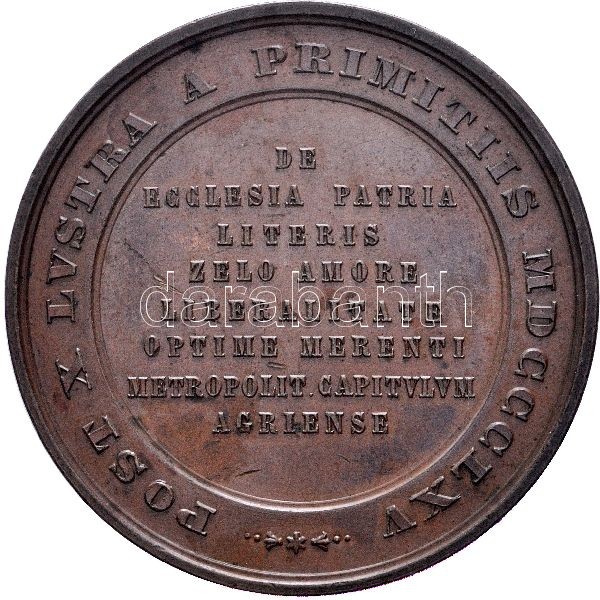 POST X LVSTRA A PRIMITIIS MDCCCLXV
DE
ECCLESIA PATRIA
LITERIS
ZELO AMORE
LIBERALITATE
OPTIME MERENTI
METROPOLIT. CAPITVLVM
AGRIENSE
darabanth